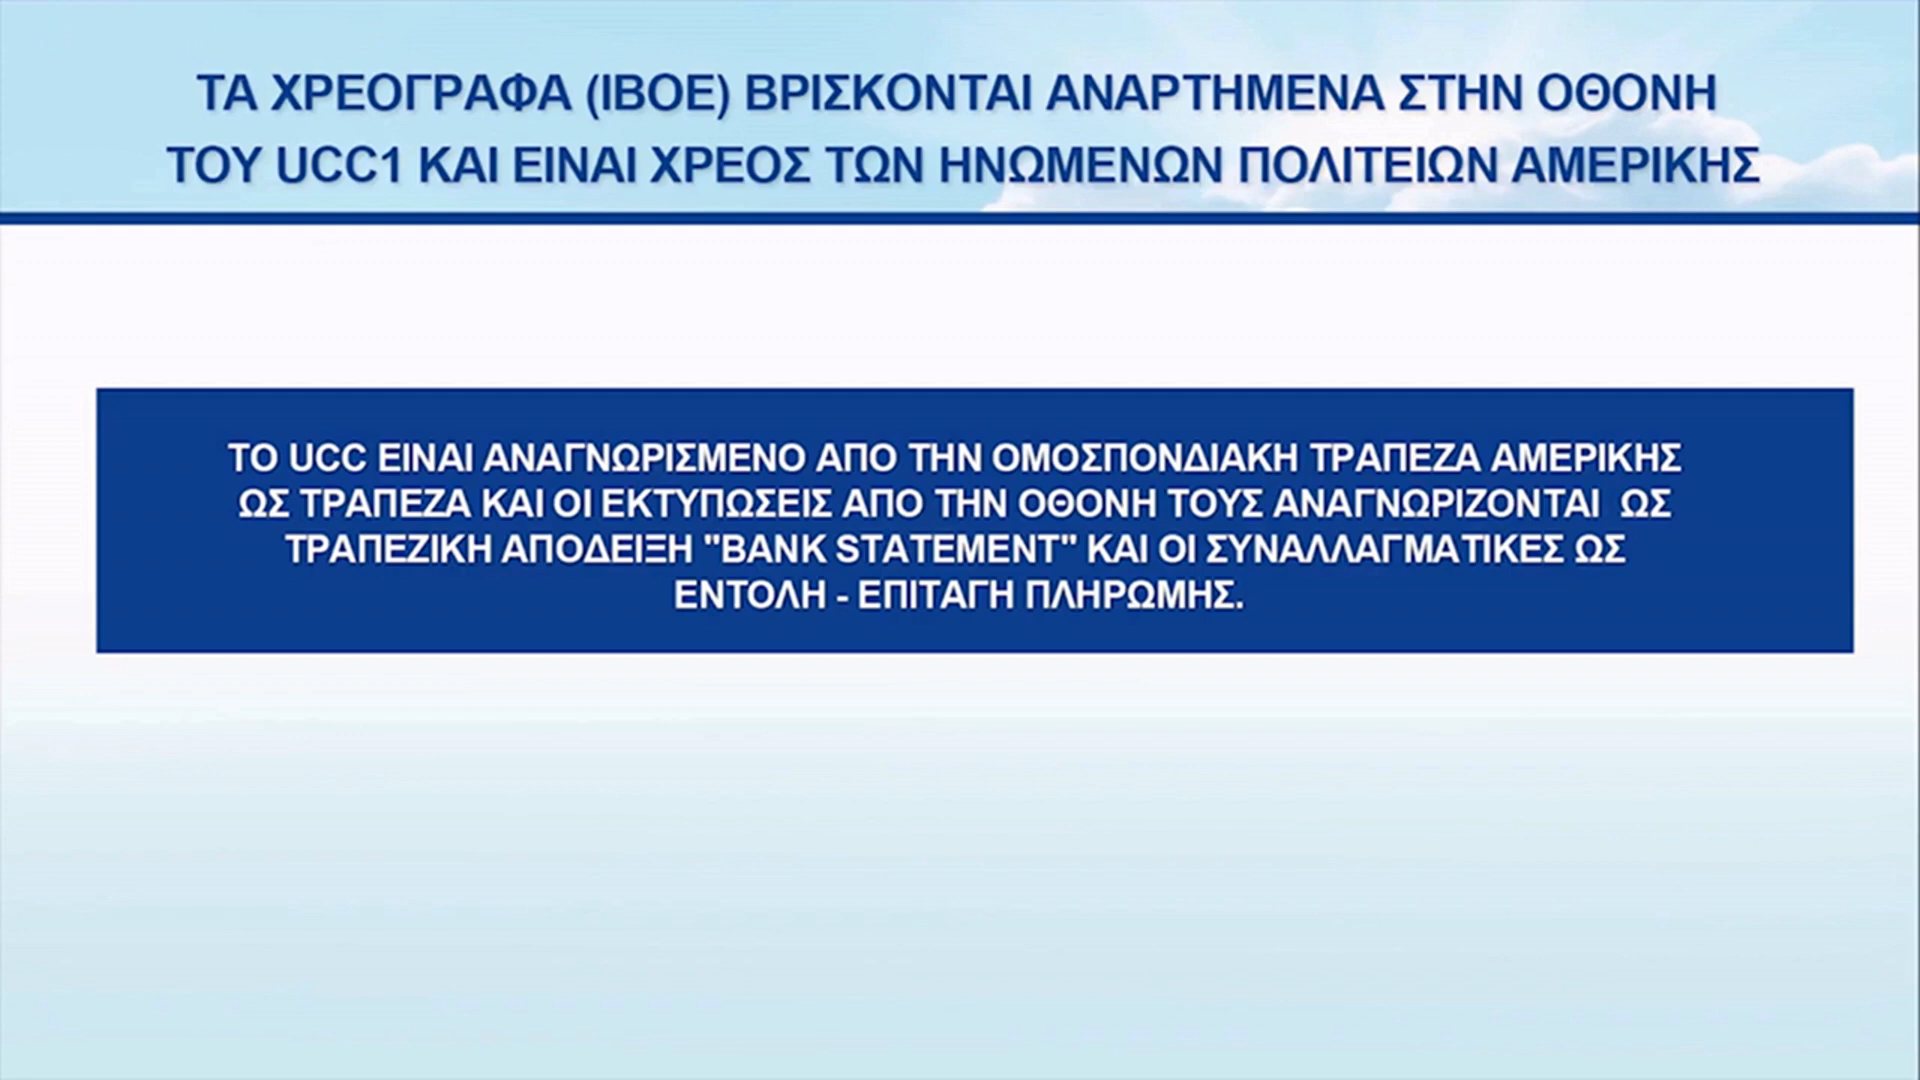 ΤΑ ΧΡΕΟΓΡΑΦΑ (IBOE) ΒΡΙΣΚΟΝΤΑΙ ΑΝΑΡΤΗΜΕΝΑ ΣΤΗΝ ΟΘΟΝΗ
ΤΟΥ UCC1 ΚΑΙ ΕΙΝΑΙ ΧΡΕΟΣ ΤΩΝ ΗΝΩΜΕΝΩΝ ΠΟΛΙΤΕΙΩΝ ΑΜΕΡΙΚΗΣ
ΤΟ UCC ΕΙΝΑΙ ΑΝΑΓΝΩΡΙΣΜΕΝΟ ΑΠΟ ΤΗΝ ΟΜΟΣΠΟΝΔΙΑΚΗ ΤΡΑΠΕΖΑ ΑΜΕΡΙΚΗΣ
ΩΣ ΤΡΑΠΕΖΑ ΚΑΙ ΟΙ ΕΚΤΥΠΩΣΕΙΣ ΑΠΟ ΤΗΝ ΟΘΟΝΗ ΤΟΥΣ ΑΝΑΓΝΩΡΙΖΟΝΤΑΙ ΩΣ
ΤΡΑΠΕΖΙΚΗ ΑΠΟΔΕΙΞΗ "BANK STATEMENT" ΚΑΙ ΟΙ ΣΥΝΑΛΛΑΓΜΑΤΙΚΕΣ ΩΣ
ΕΝΤΟΛΗ - ΕΠΙΤΑΓΗ ΠΛΗΡΩΜΗΣ.